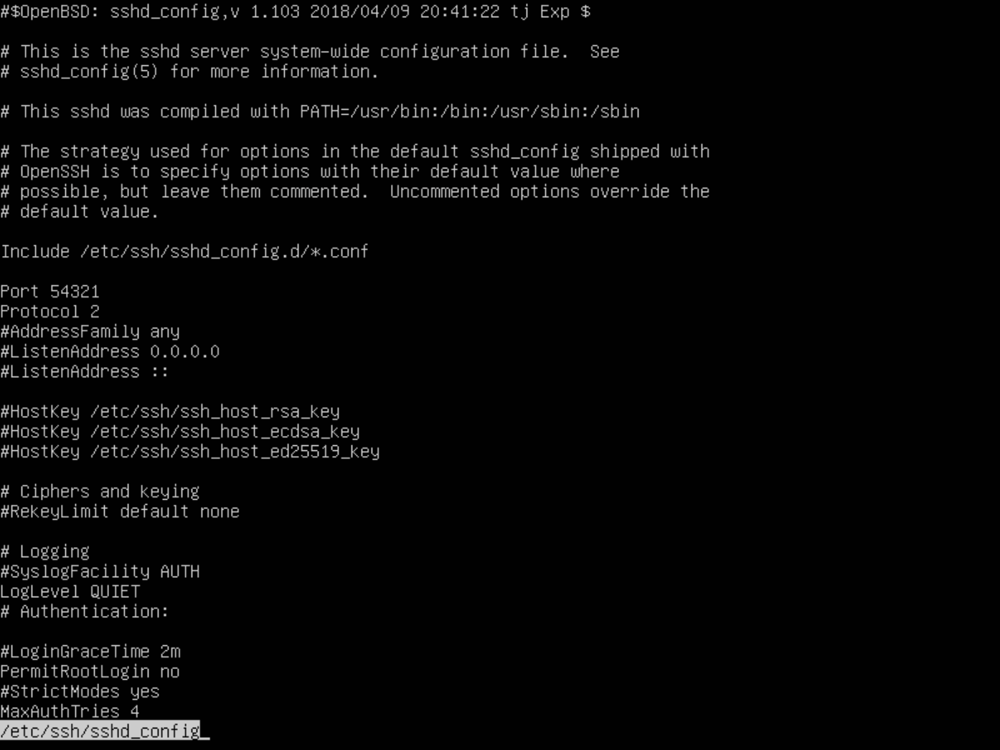 #$OpenBSD: sshd_config,v 1.103 2018/04/09 20:41:22 tj Exp $
# This is the sshd server system-wide configuration file.  See
# sshd_config(5) for more information.
# This sshd was compiled with PATH=/usr/bin:/bin:/usr/sbin:/sbin
# The strategy used for options in the default sshd_config shipped with
# OpenSSH is to specify options with their default value where
# possible, but leave them commented.  Uncommented options override the
# default value.
Include /etc/ssh/sshd_config.d/*.conf
Port 54321
Protocol 2
#AddressFamily any
#ListenAddress 0.0.0.0
#ListenAddress ::
#HostKey /etc/ssh/ssh_host_rsa_key
#HostKey /etc/ssh/ssh_host_ecdsa_key
#HostKey /etc/ssh/ssh_host_ed25519_key
# Ciphers and keying
#RekeyLimit default none
# Logging
#SyslogFacility AUTH
LogLevel QUIET
# Authentication:
#LoginGraceTime 2m
PermitRootLogin no
#StrictModes yes
MaxAuthTries 4
/etc/ssh/sshd_config